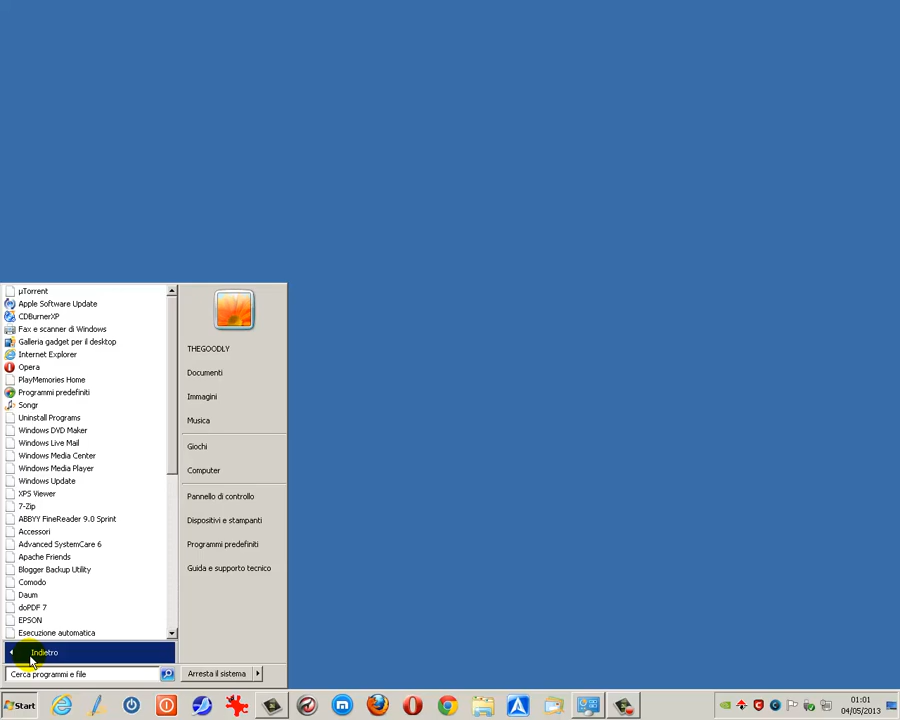 µTorrent
Apple Software Update
CDBurnerXP
Fax e scanner di Windows
Galleria gadget per il desktop
Internet Explorer
Opera
PlayMemories Home
Programmi predefiniti
Songr
Uninstall Programs
Windows DVD Maker
Windows Live Mail
Windows Media Center
Windows Media Player
Windows Update
XPS Viewer
7-Zip
ABBYY FineReader 9.0 Sprint
Accessori
Advanced SystemCare 6
Apache Friends
Blogger Backup Utility
Comodo
Daum
doPDF 7
EPSON
Esecuzione automatica
Indietro
Cerca programmi e file
THEGOODLY
Documenti
Immagini
Musica
Giochi
Computer
Pannello di controllo
Dispositivi e stampanti
Programmi predefiniti
Guida e supporto tecnico
Arresta il sistema
Start
01:01
04/05/2013